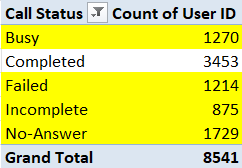 Call Status Count of User ID
Busy 1270
Completed 3453
Failed 1214
Incomplete 875
No-Answer 1729
Grand Total 8541